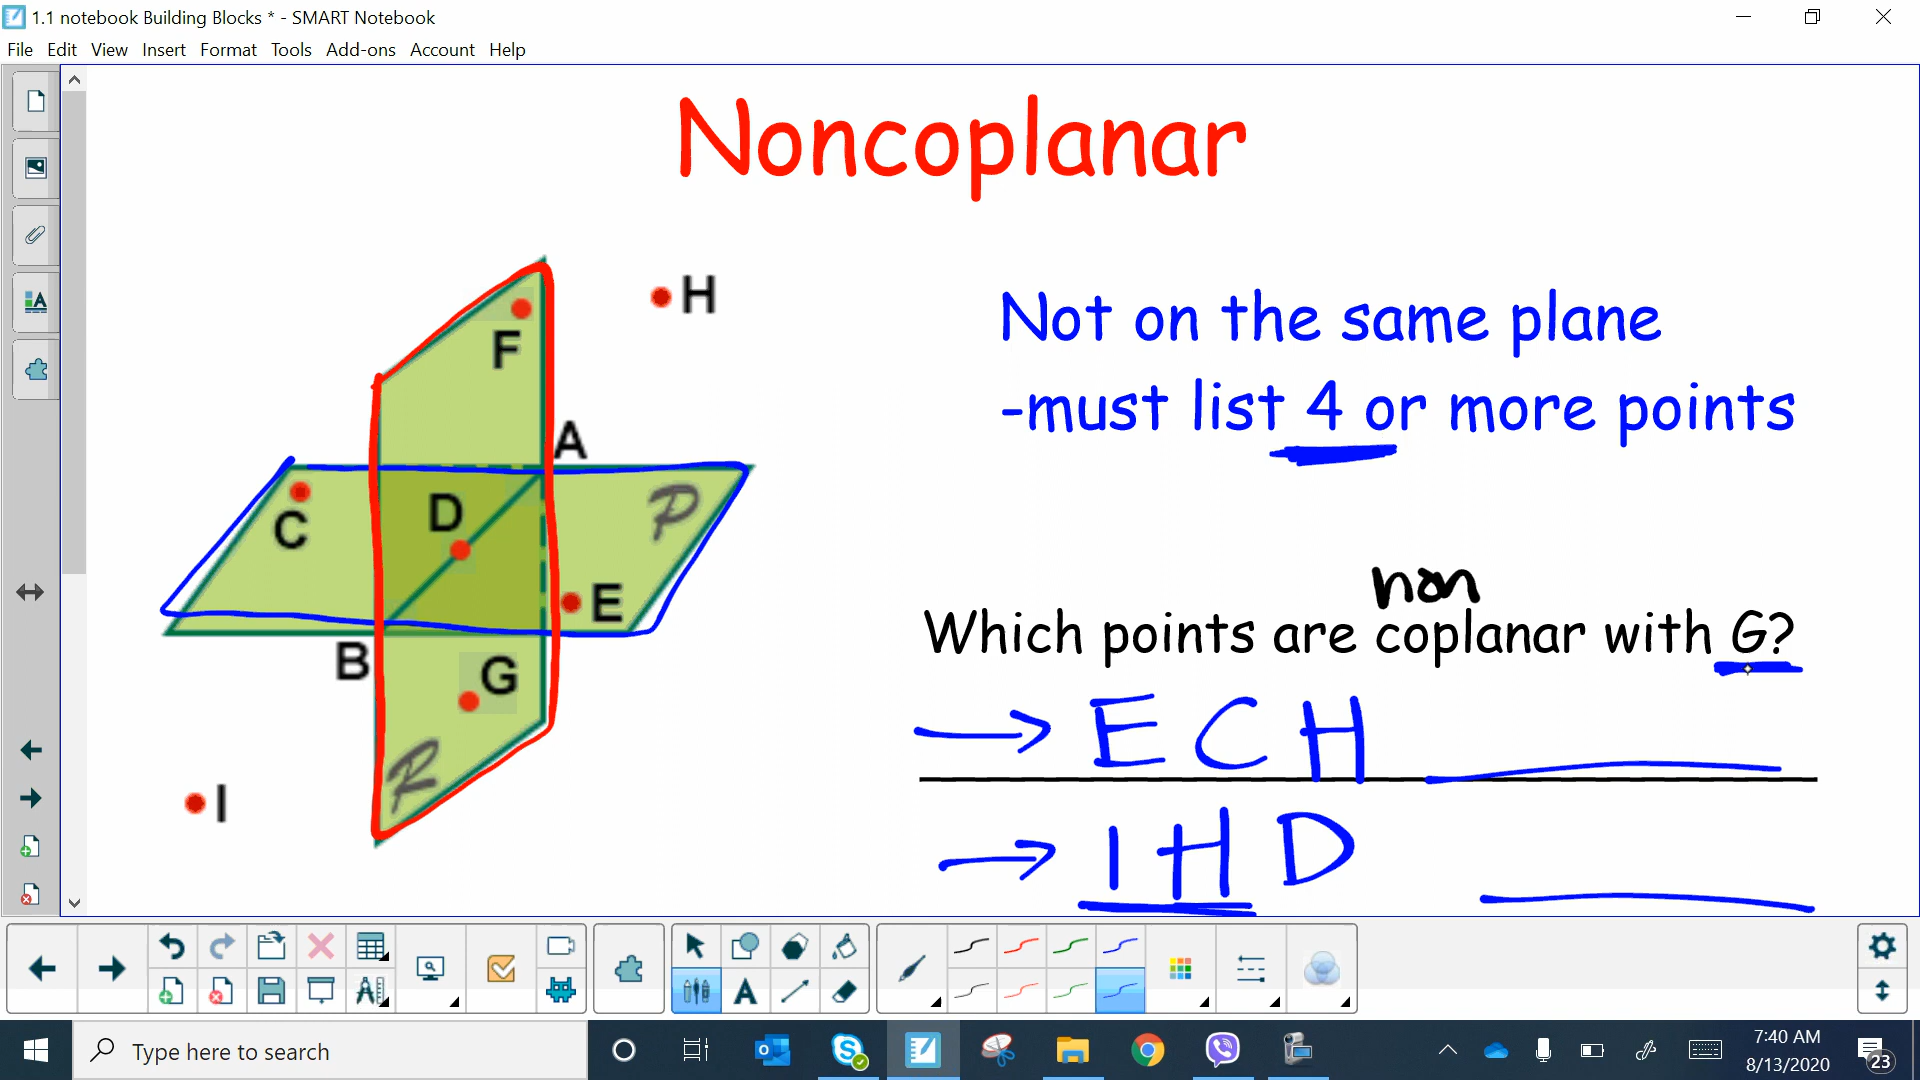 1.1 notebook Building Blocks * - SMART Notebook
File Edit View Insert Format Tools Add-ons Account Help
Noncoplanar
H
F
Not on the same plane
-must list 4 or more points
A
P
D
C
E
non
Which points are coplanar with G?
B
G
E C H
R
I
I H D
Type here to search
7:40 AM
8/13/2020
23